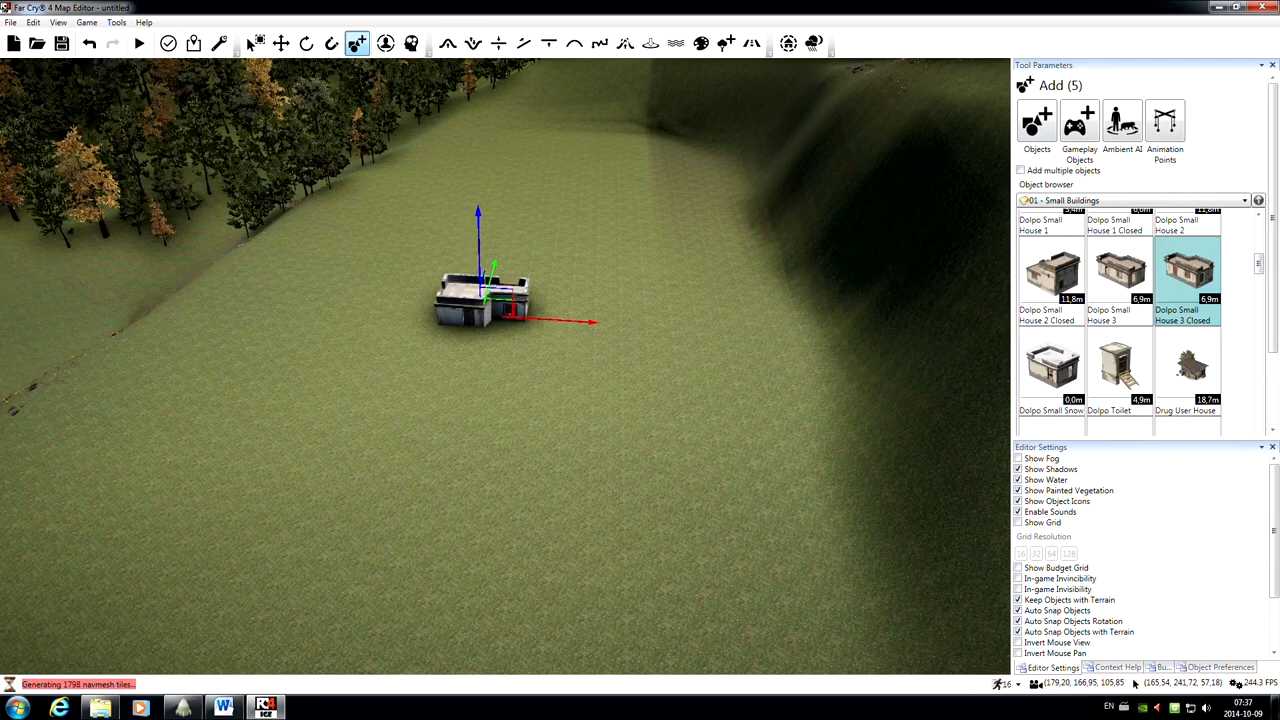 Far Cry® 4 Map Editor - untitled
File Edit View Game Tools Help
Tool Parameters
Add (5)
Objects
Gameplay Objects
Ambient AI
Animation Points
Add multiple objects
Object browser
01 - Small Buildings
Dolpo Small House 1
Dolpo Small House 1 Closed
Dolpo Small House 2
11,8m
6,9m
6,9m
Dolpo Small House 2 Closed
Dolpo Small House 3
Dolpo Small House 3 Closed
0,0m
4,9m
18,7m
Dolpo Small Snow
Dolpo Toilet
Drug User House
Editor Settings
Show Fog
Show Shadows
Show Water
Show Painted Vegetation
Show Object Icons
Enable Sounds
Show Grid
Grid Resolution
16 32 64 128
Show Budget Grid
In-game Invincibility
In-game Invisibility
Keep Objects with Terrain
Auto Snap Objects
Auto Snap Objects Rotation
Auto Snap Objects with Terrain
Invert Mouse View
Invert Mouse Pan
Editor Settings Context Help Bu... Object Preferences
Generating 1798 navmesh tiles...
16 (179,20, 166,95, 105,85 (165,54, 241,72, 57,18) 244.3 FPS
W
IGE
EN
07:37
2014-10-09